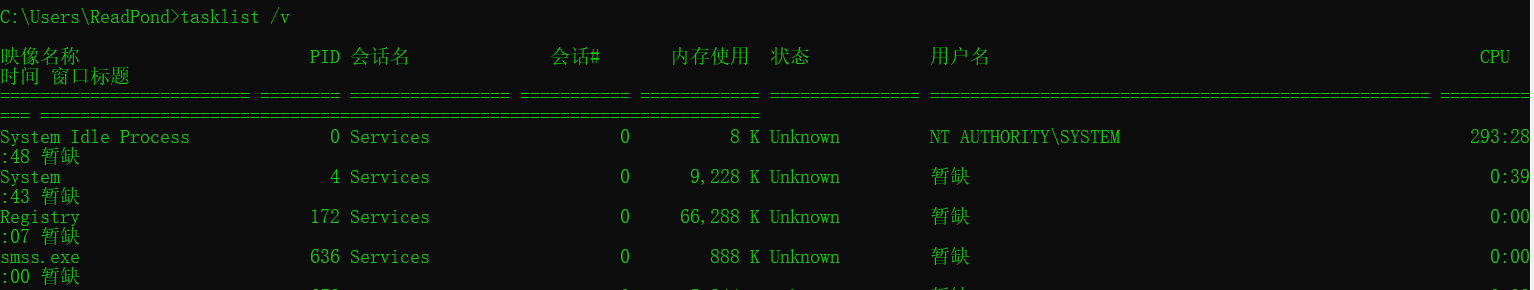 C:\Users\ReadPond>tasklist /v
映像名称 PID 会话名 会话# 内存使用 状态 用户名 CPU
时间 窗口标题
========================= ======== ================ =========== ============ =============== ================================================== =========
=== ========================================================================
System Idle Process 0 Services 0 8 K Unknown NT AUTHORITY\SYSTEM 293:28
:48 暂缺
System 4 Services 0 9,228 K Unknown 暂缺 0:39
:43 暂缺
Registry 172 Services 0 66,288 K Unknown 暂缺 0:00
:07 暂缺
smss.exe 636 Services 0 888 K Unknown 暂缺 0:00
:00 暂缺